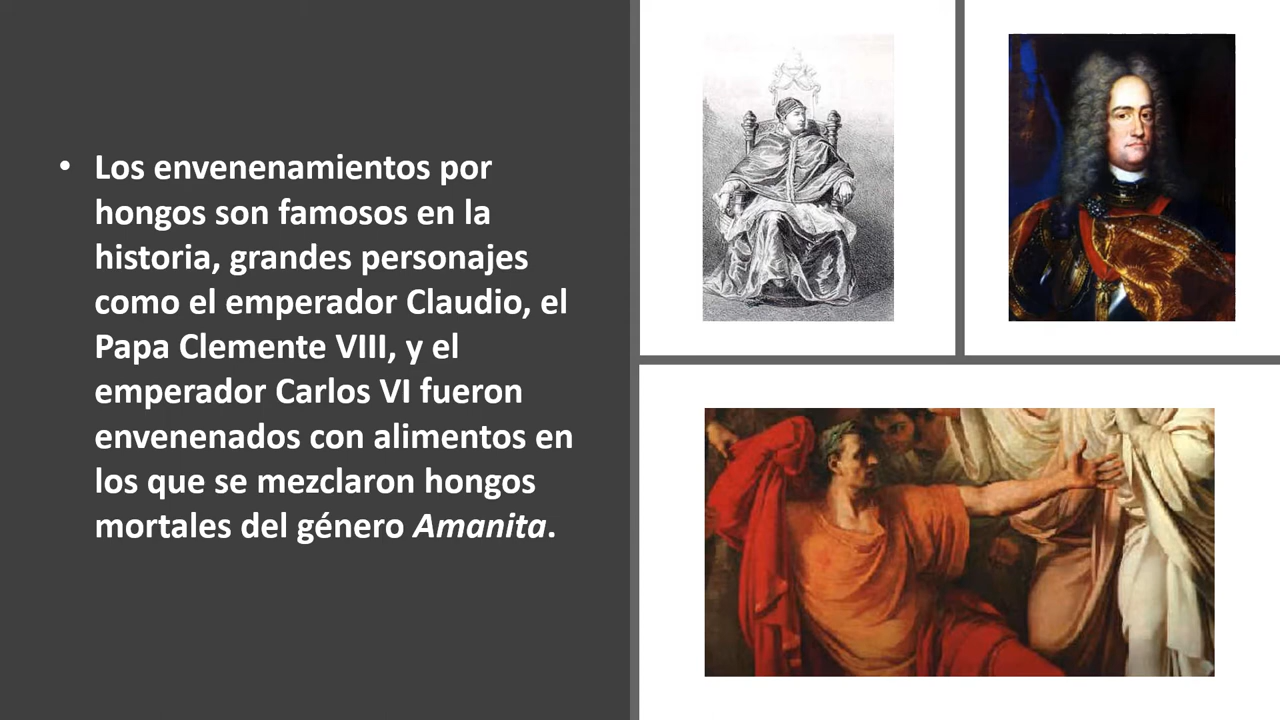 • Los envenenamientos por
hongos son famosos en la
historia, grandes personajes
como el emperador Claudio, el
Papa Clemente VIII, y el
emperador Carlos VI fueron
envenenados con alimentos en
los que se mezclaron hongos
mortales del género Amanita.